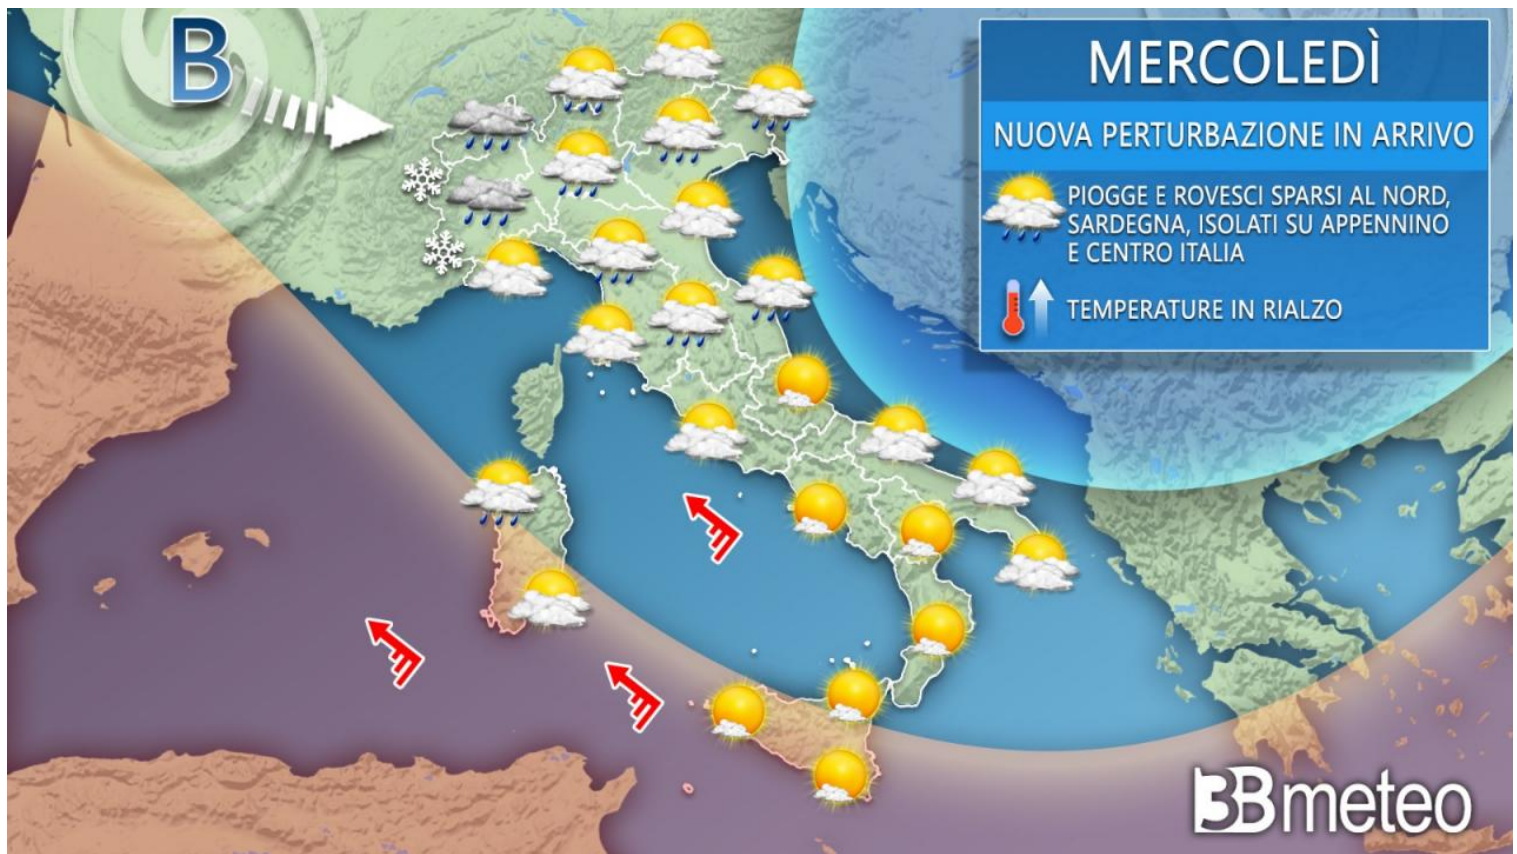 B
MERCOLEDÌ
NUOVA PERTURBAZIONE IN ARRIVO
PIOGGE E ROVESCI SPARSI AL NORD,
SARDEGNA, ISOLATI SU APPENNINO
E CENTRO ITALIA
TEMPERATURE IN RIALZO
3Bmeteo